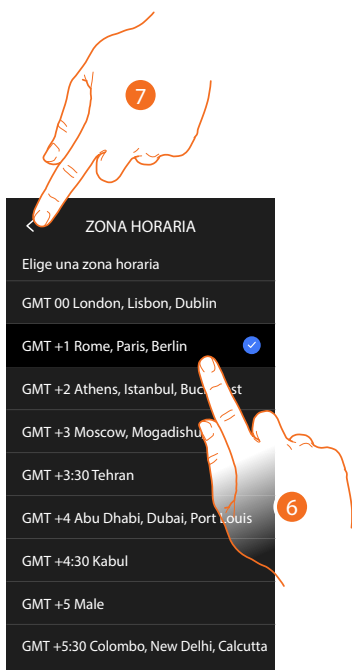 7
< ZONA HORARIA
Elige una zona horaria
GMT 00 London, Lisbon, Dublin
GMT +1 Rome, Paris, Berlin
GMT +2 Athens, Istanbul, Buc st
GMT +3 Moscow, Mogadishu
GMT +3:30 Tehran
GMT +4 Abu Dhabi, Dubai, Port Louis
6
GMT +4:30 Kabul
GMT +5 Male
GMT +5:30 Colombo, New Delhi, Calcutta